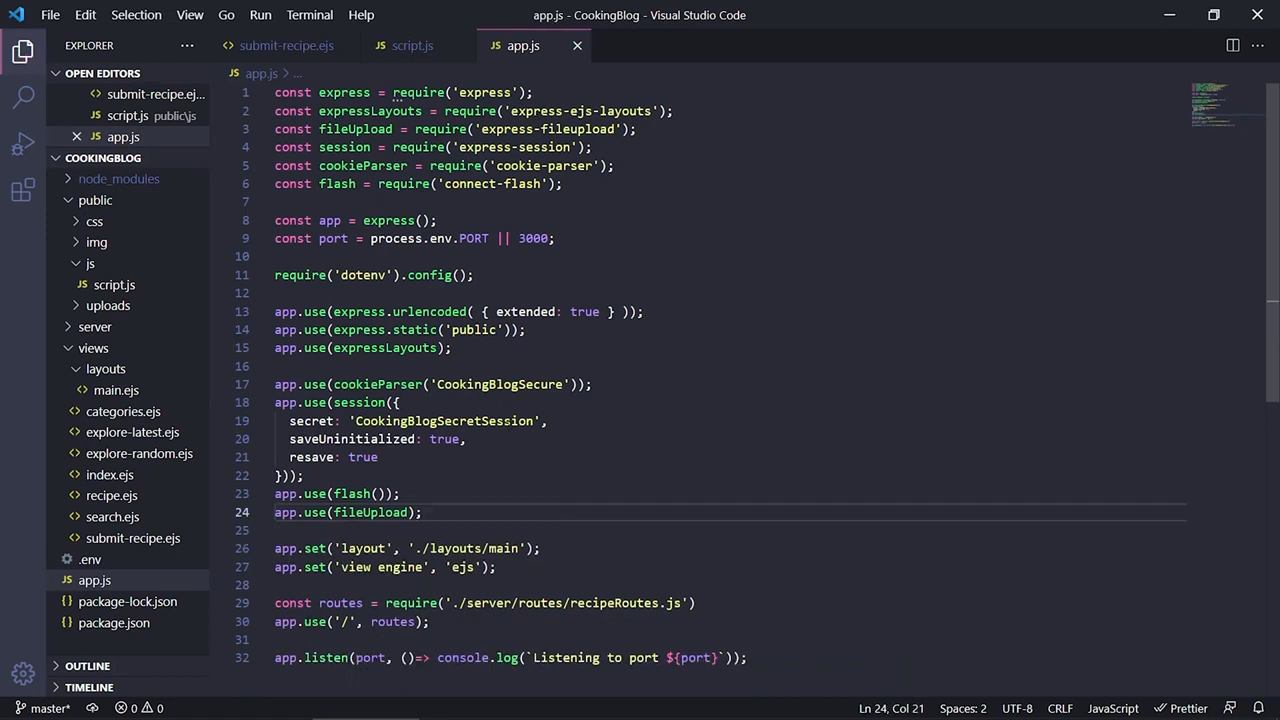 File Edit Selection View Go Run Terminal Help
app.js - CookingBlog - Visual Studio Code
EXPLORER
OPEN EDITORS
submit-recipe.ej...
script.js public\js
app.js
COOKINGBLOG
node_modules
public
css
img
js
script.js
uploads
server
views
layouts
main.ejs
categories.ejs
explore-latest.ejs
explore-random.ejs
index.ejs
recipe.ejs
search.ejs
submit-recipe.ejs
.env
app.js
package-lock.json
package.json
OUTLINE
TIMELINE
submit-recipe.ejs
script.js
app.js
app.js > ...
1 const express = require('express');
2 const expressLayouts = require('express-ejs-layouts');
3 const fileUpload = require('express-fileupload');
4 const session = require('express-session');
5 const cookieParser = require('cookie-parser');
6 const flash = require('connect-flash');
7
8 const app = express();
9 const port = process.env.PORT || 3000;
10
11 require('dotenv').config();
12
13 app.use(express.urlencoded( { extended: true } ));
14 app.use(express.static('public'));
15 app.use(expressLayouts);
16
17 app.use(cookieParser('CookingBlogSecure'));
18 app.use(session({
19 secret: 'CookingBlogSecretSession',
20 saveUninitialized: true,
21 resave: true
22 }));
23 app.use(flash());
24 app.use(fileUpload);
25
26 app.set('layout', './layouts/main');
27 app.set('view engine', 'ejs');
28
29 const routes = require('./server/routes/recipeRoutes.js')
30 app.use('/', routes);
31
32 app.listen(port, ()=> console.log(`Listening to port ${port}`));
master* 0 0
Ln 24, Col 21 Spaces: 2 UTF-8 CRLF JavaScript Prettier